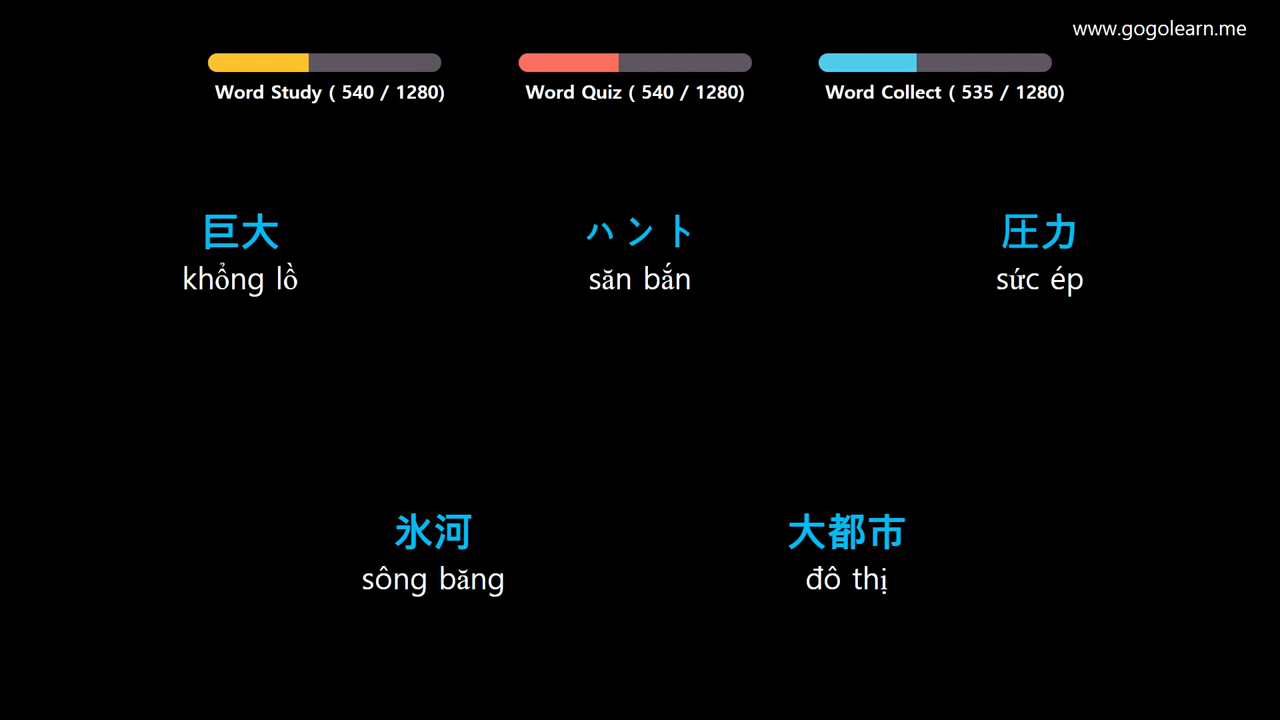 www.gogolearn.me
Word Study ( 540 / 1280)
Word Quiz ( 540 / 1280)
Word Collect ( 535 / 1280)
巨大
khổng lồ
ハント
săn bắn
圧力
sức ép
氷河
sông băng
大都市
đô thị